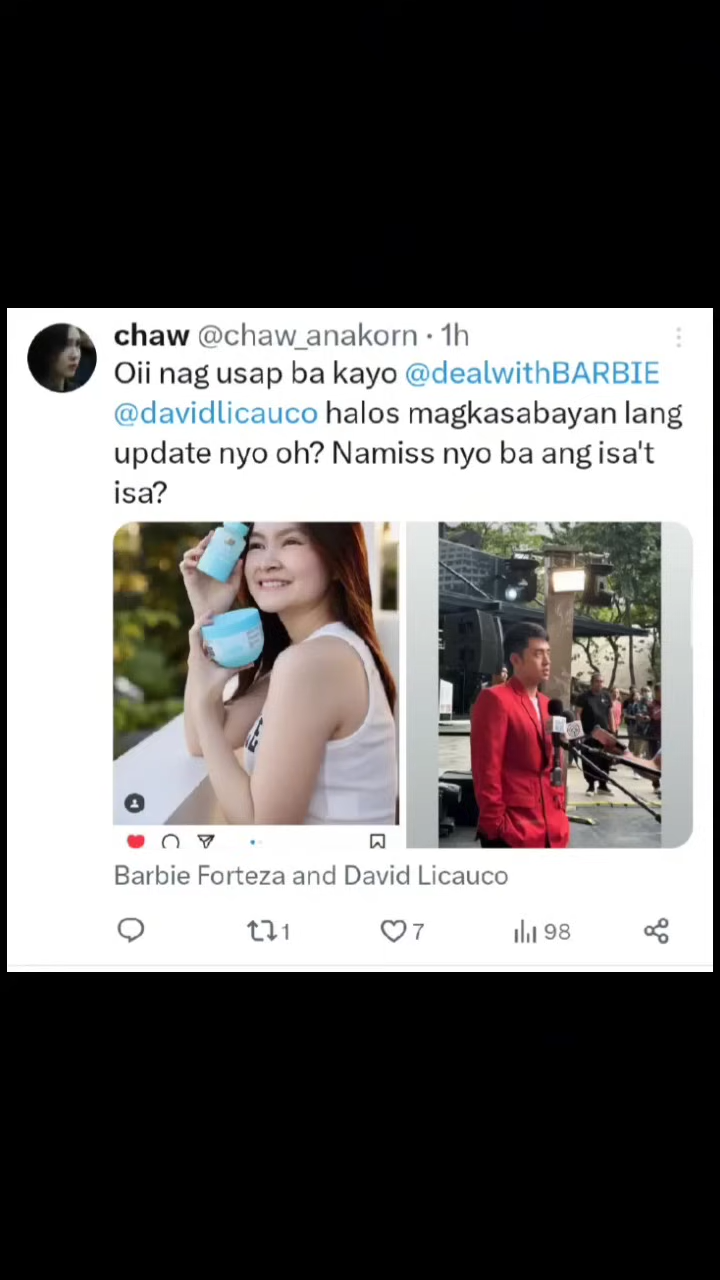 chaw @chaw_anakorn · 1h
Oii nag usap ba kayo @dealwithBARBIE
@davidlicauco halos magkasabayan lang
update nyo oh? Namiss nyo ba ang isa't
isa?
Barbie Forteza and David Licauco
1 7 98